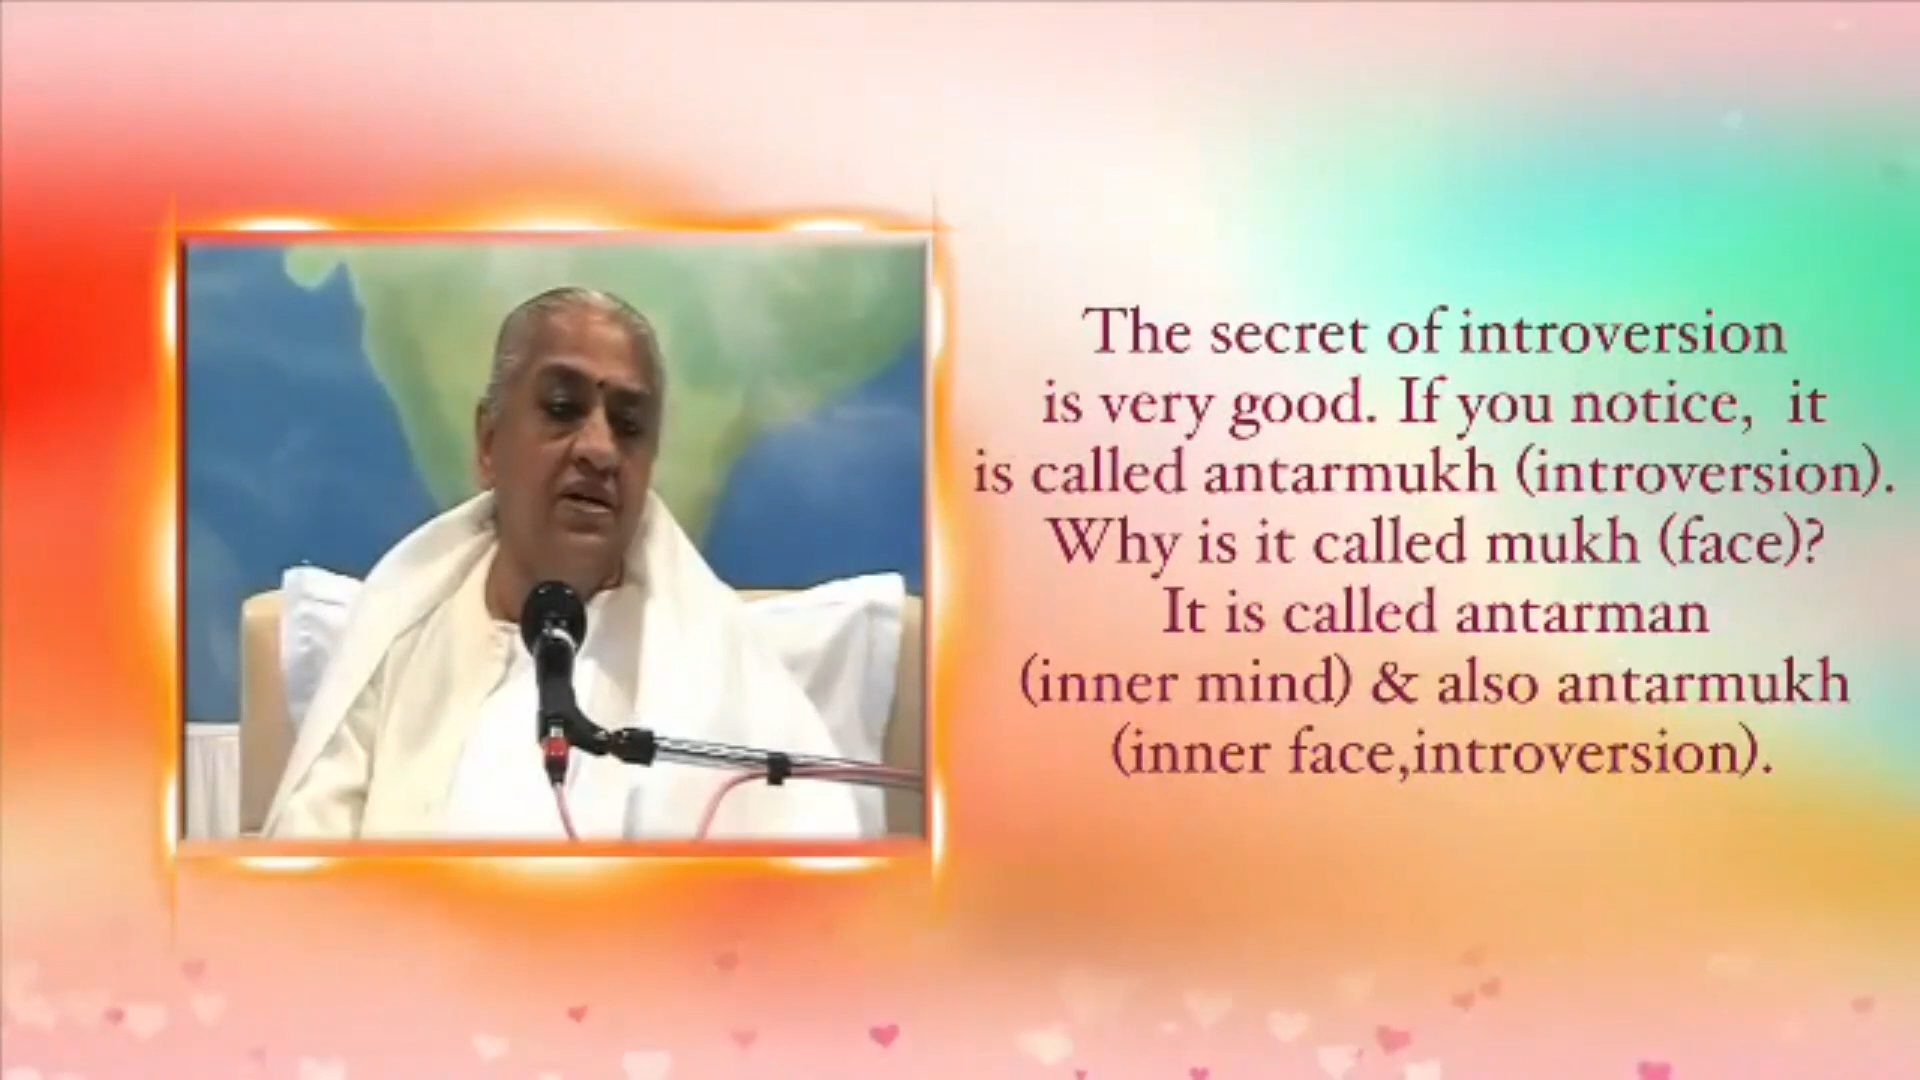 The secret of introversion
is very good. If you notice,  it
is called antarmukh (introversion).
Why is it called mukh (face)?
It is called antarman
(inner mind) & also antarmukh
(inner face,introversion).